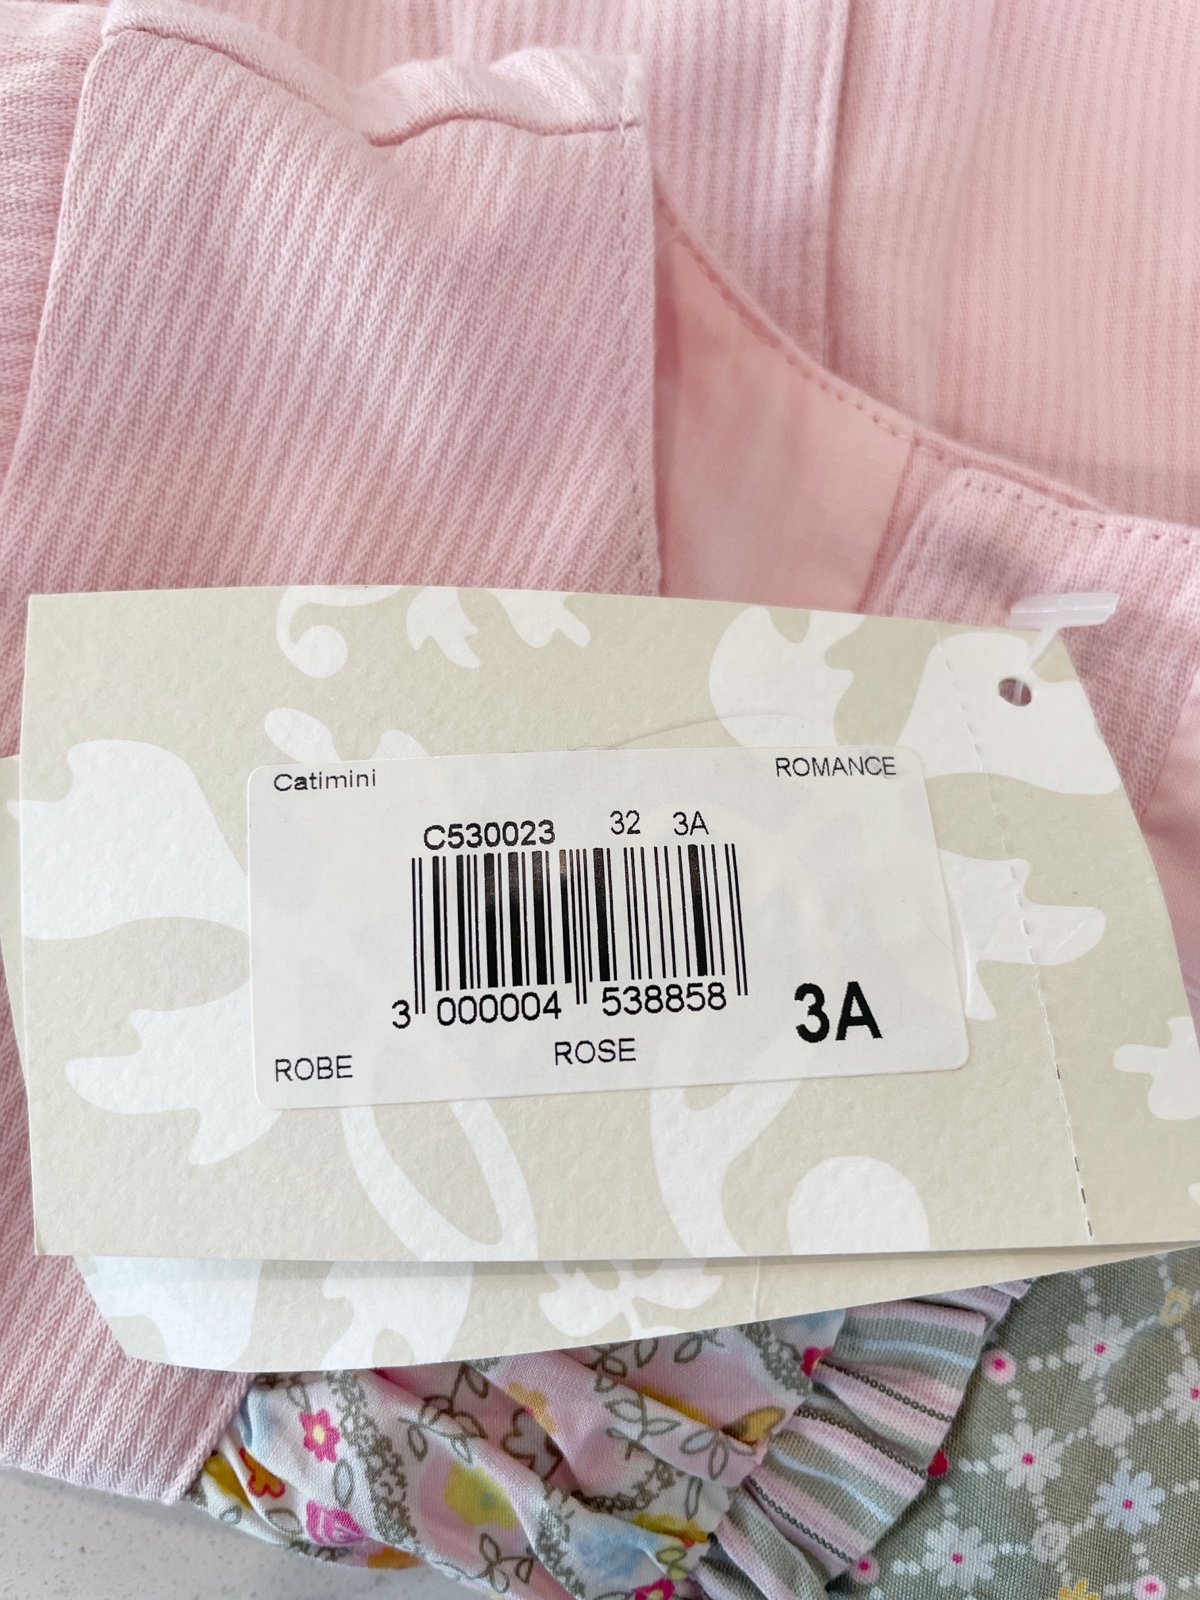 Catimini ROMANCE
C530023 32 3A
3 000004 538858
3A
ROBE ROSE